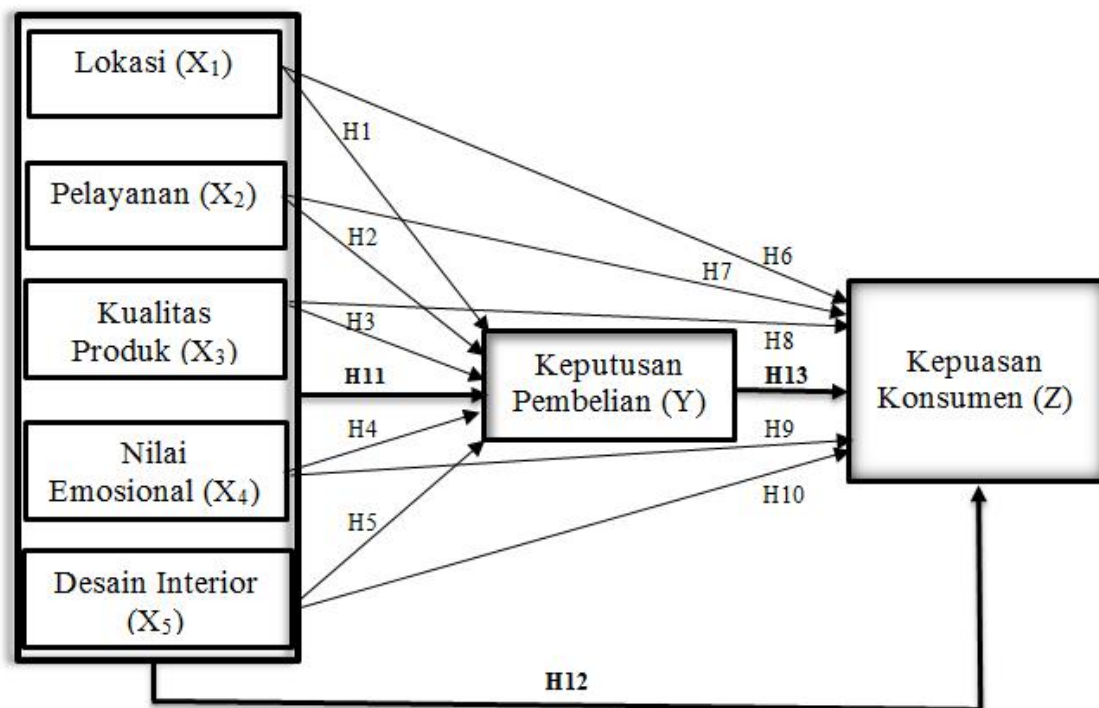 Lokasi (X₁)
H1
Pelayanan (X₂)
H2
H6
H7
Kualitas
Produk (X₃)
H3
H8
Keputusan
Pembelian (Y)
Kepuasan
Konsumen (Z)
H11
H13
H4
H9
Nilai
Emosional (X₄)
H5
H10
Desain Interior
(X₅)
H12